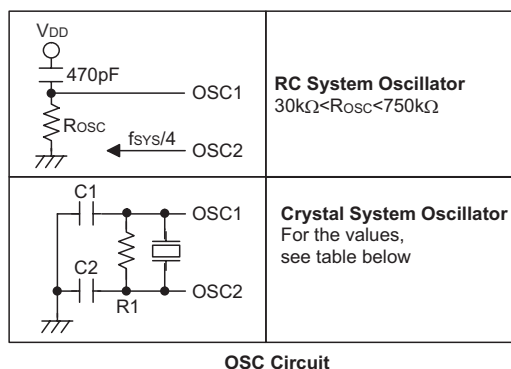 VDD
470pF
OSC1
ROSC
fSYS/4
OSC2
RC System Oscillator
30kΩ<ROSC<750kΩ
C1
OSC1
C2
R1
OSC2
Crystal System Oscillator
For the values,
see table below
OSC Circuit